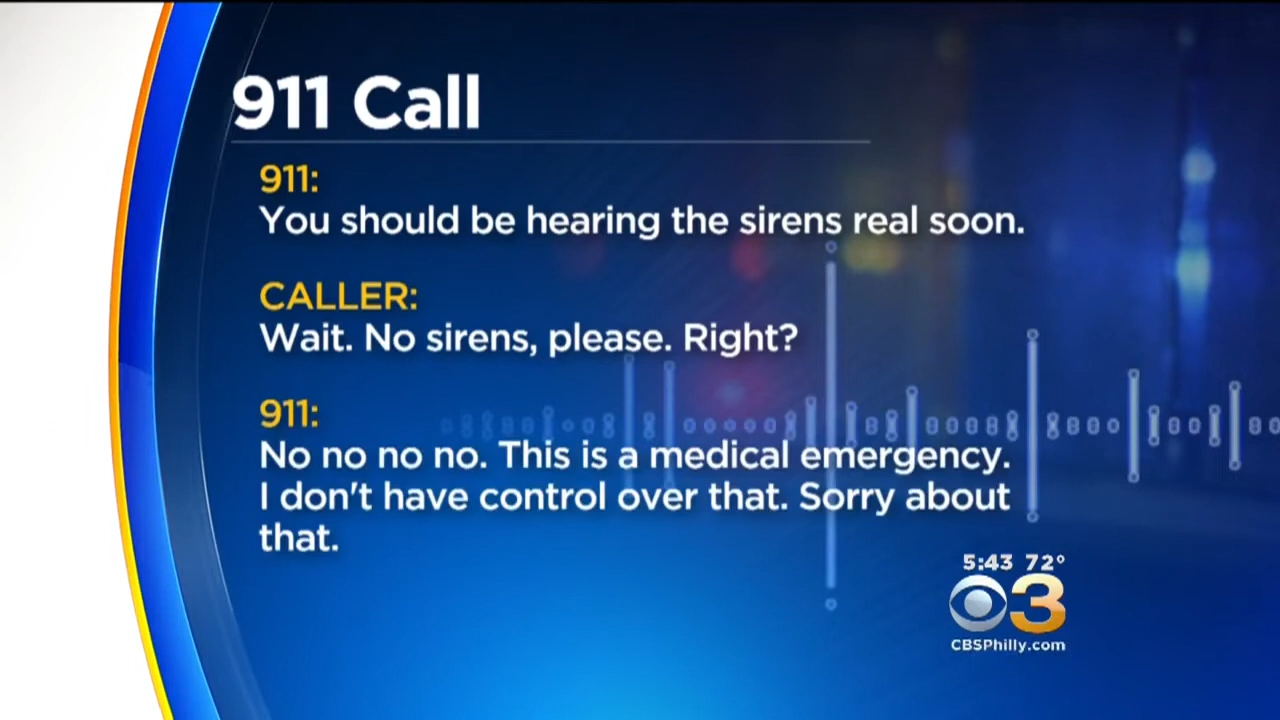 911 Call
911:
You should be hearing the sirens real soon.
CALLER:
Wait. No sirens, please. Right?
911:
No no no no. This is a medical emergency.
I don't have control over that. Sorry about
that.
5:43 72°
3
CBSPhilly.com